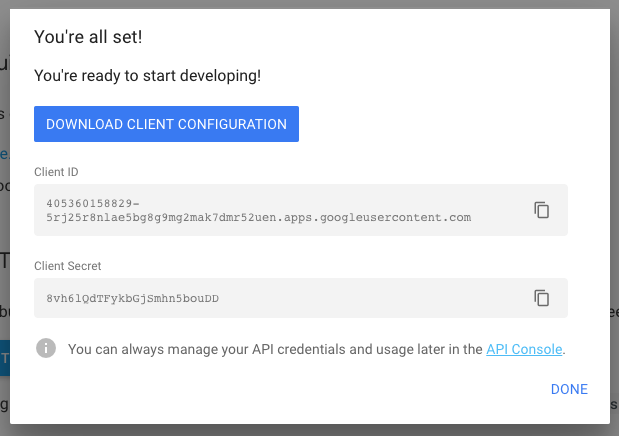 You're all set!
You're ready to start developing!
DOWNLOAD CLIENT CONFIGURATION
Client ID
405360158829-
5rj25r8nlae5bg8g9mg2mak7dmr52uen.apps.googleusercontent.com
Client Secret
8vh6lQdTFykbGjSmhn5bouDD
You can always manage your API credentials and usage later in the API Console.
DONE